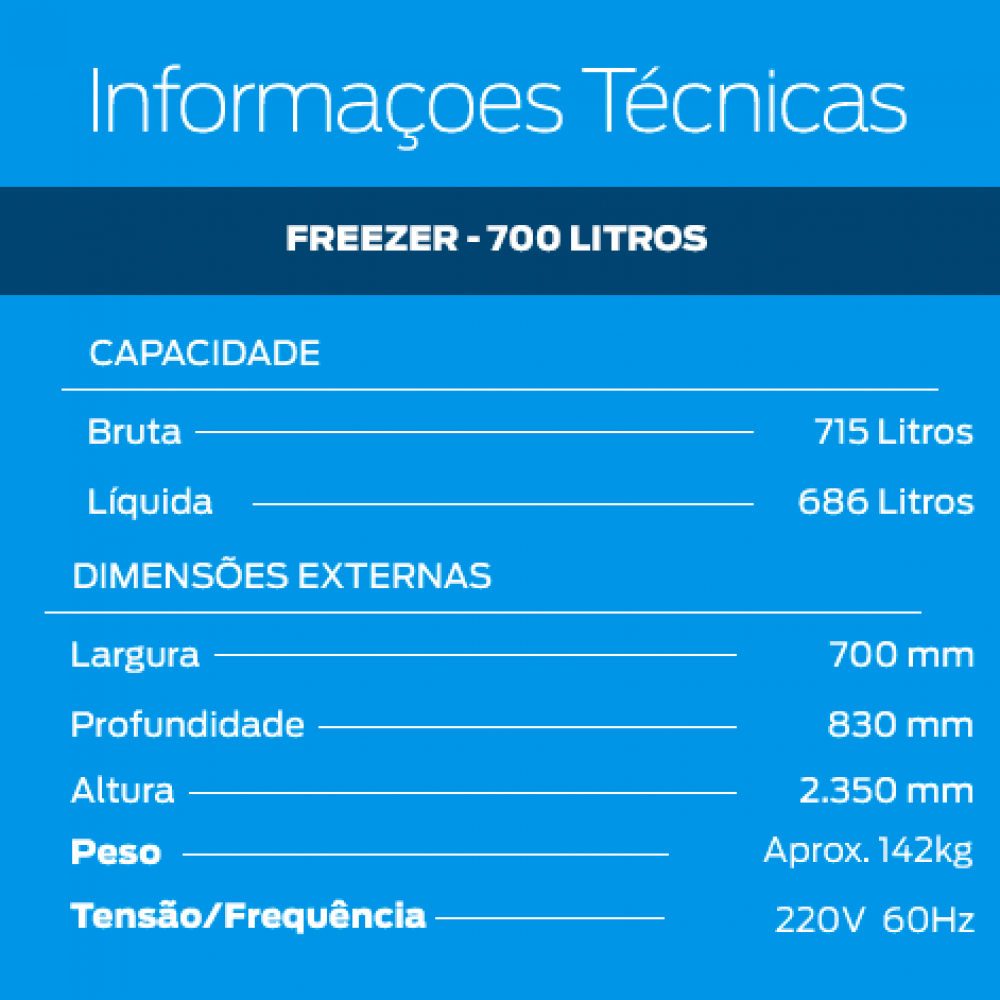 Informaçoes Técnicas
FREEZER - 700 LITROS
CAPACIDADE
Bruta 715 Litros
Líquida 686 Litros
DIMENSÕES EXTERNAS
Largura 700 mm
Profundidade 830 mm
Altura 2.350 mm
Peso Aprox. 142kg
Tensão/Frequência 220V 60Hz